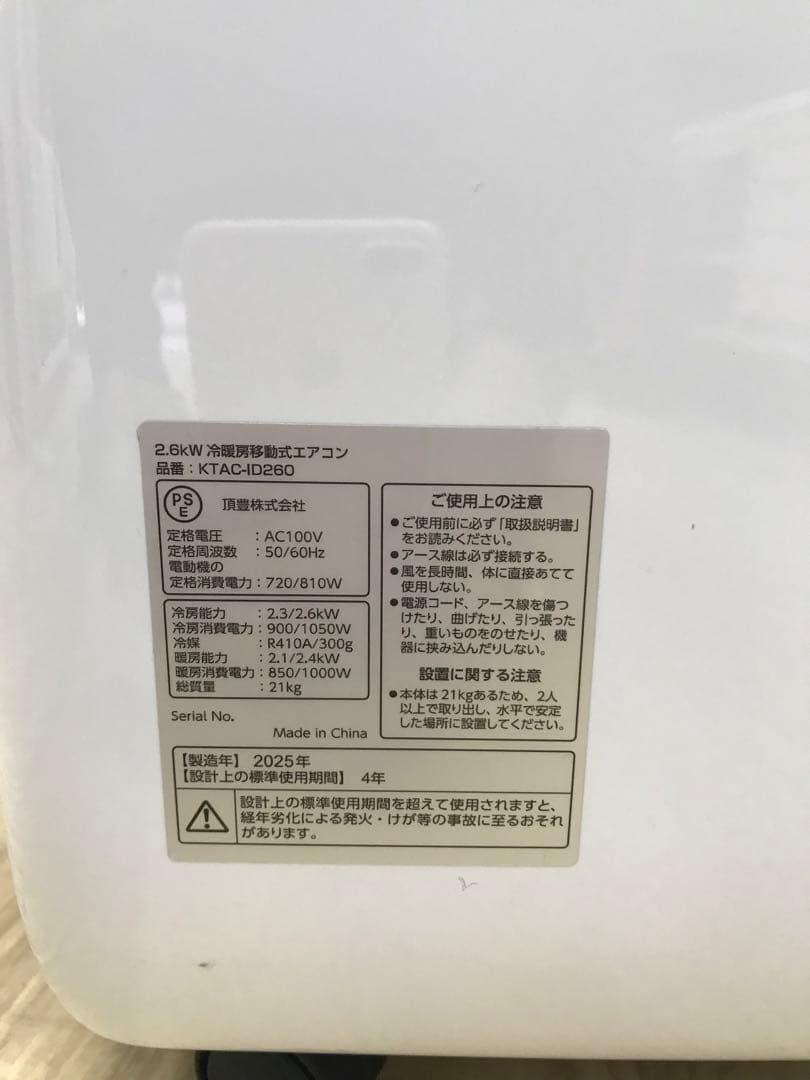 2.6kW 冷暖房移動式エアコン
品番：KTAC-ID260
PS
E
頂豊株式会社
定格電圧　：AC100V
定格周波数　：50/60Hz
電動機の
定格消費電力：720/810W
冷房能力　：2.3/2.6kW
冷房消費電力：900/1050W
冷媒　：R410A/300g
暖房能力　：2.1/2.4kW
暖房消費電力：850/1000W
総質量　：21kg
Serial No.
Made in China
ご使用上の注意
●ご使用前に必ず「取扱説明書」
をお読みください。
●アース線は必ず接続する。
●風を長時間、体に直接あてて
使用しない。
●電源コード、アース線を傷つ
けたり、曲げたり、引っ張った
り、重いものをのせたり、機
器に挟み込んだりしない。
設置に関する注意
●本体は21kgあるため、2人
以上で取り出し、水平で安定
した場所に設置してください。
【製造年】 2025年
【設計上の標準使用期間】 4年
設計上の標準使用期間を超えて使用されますと、
経年劣化による発火・けが等の事故に至るおそれ
があります。